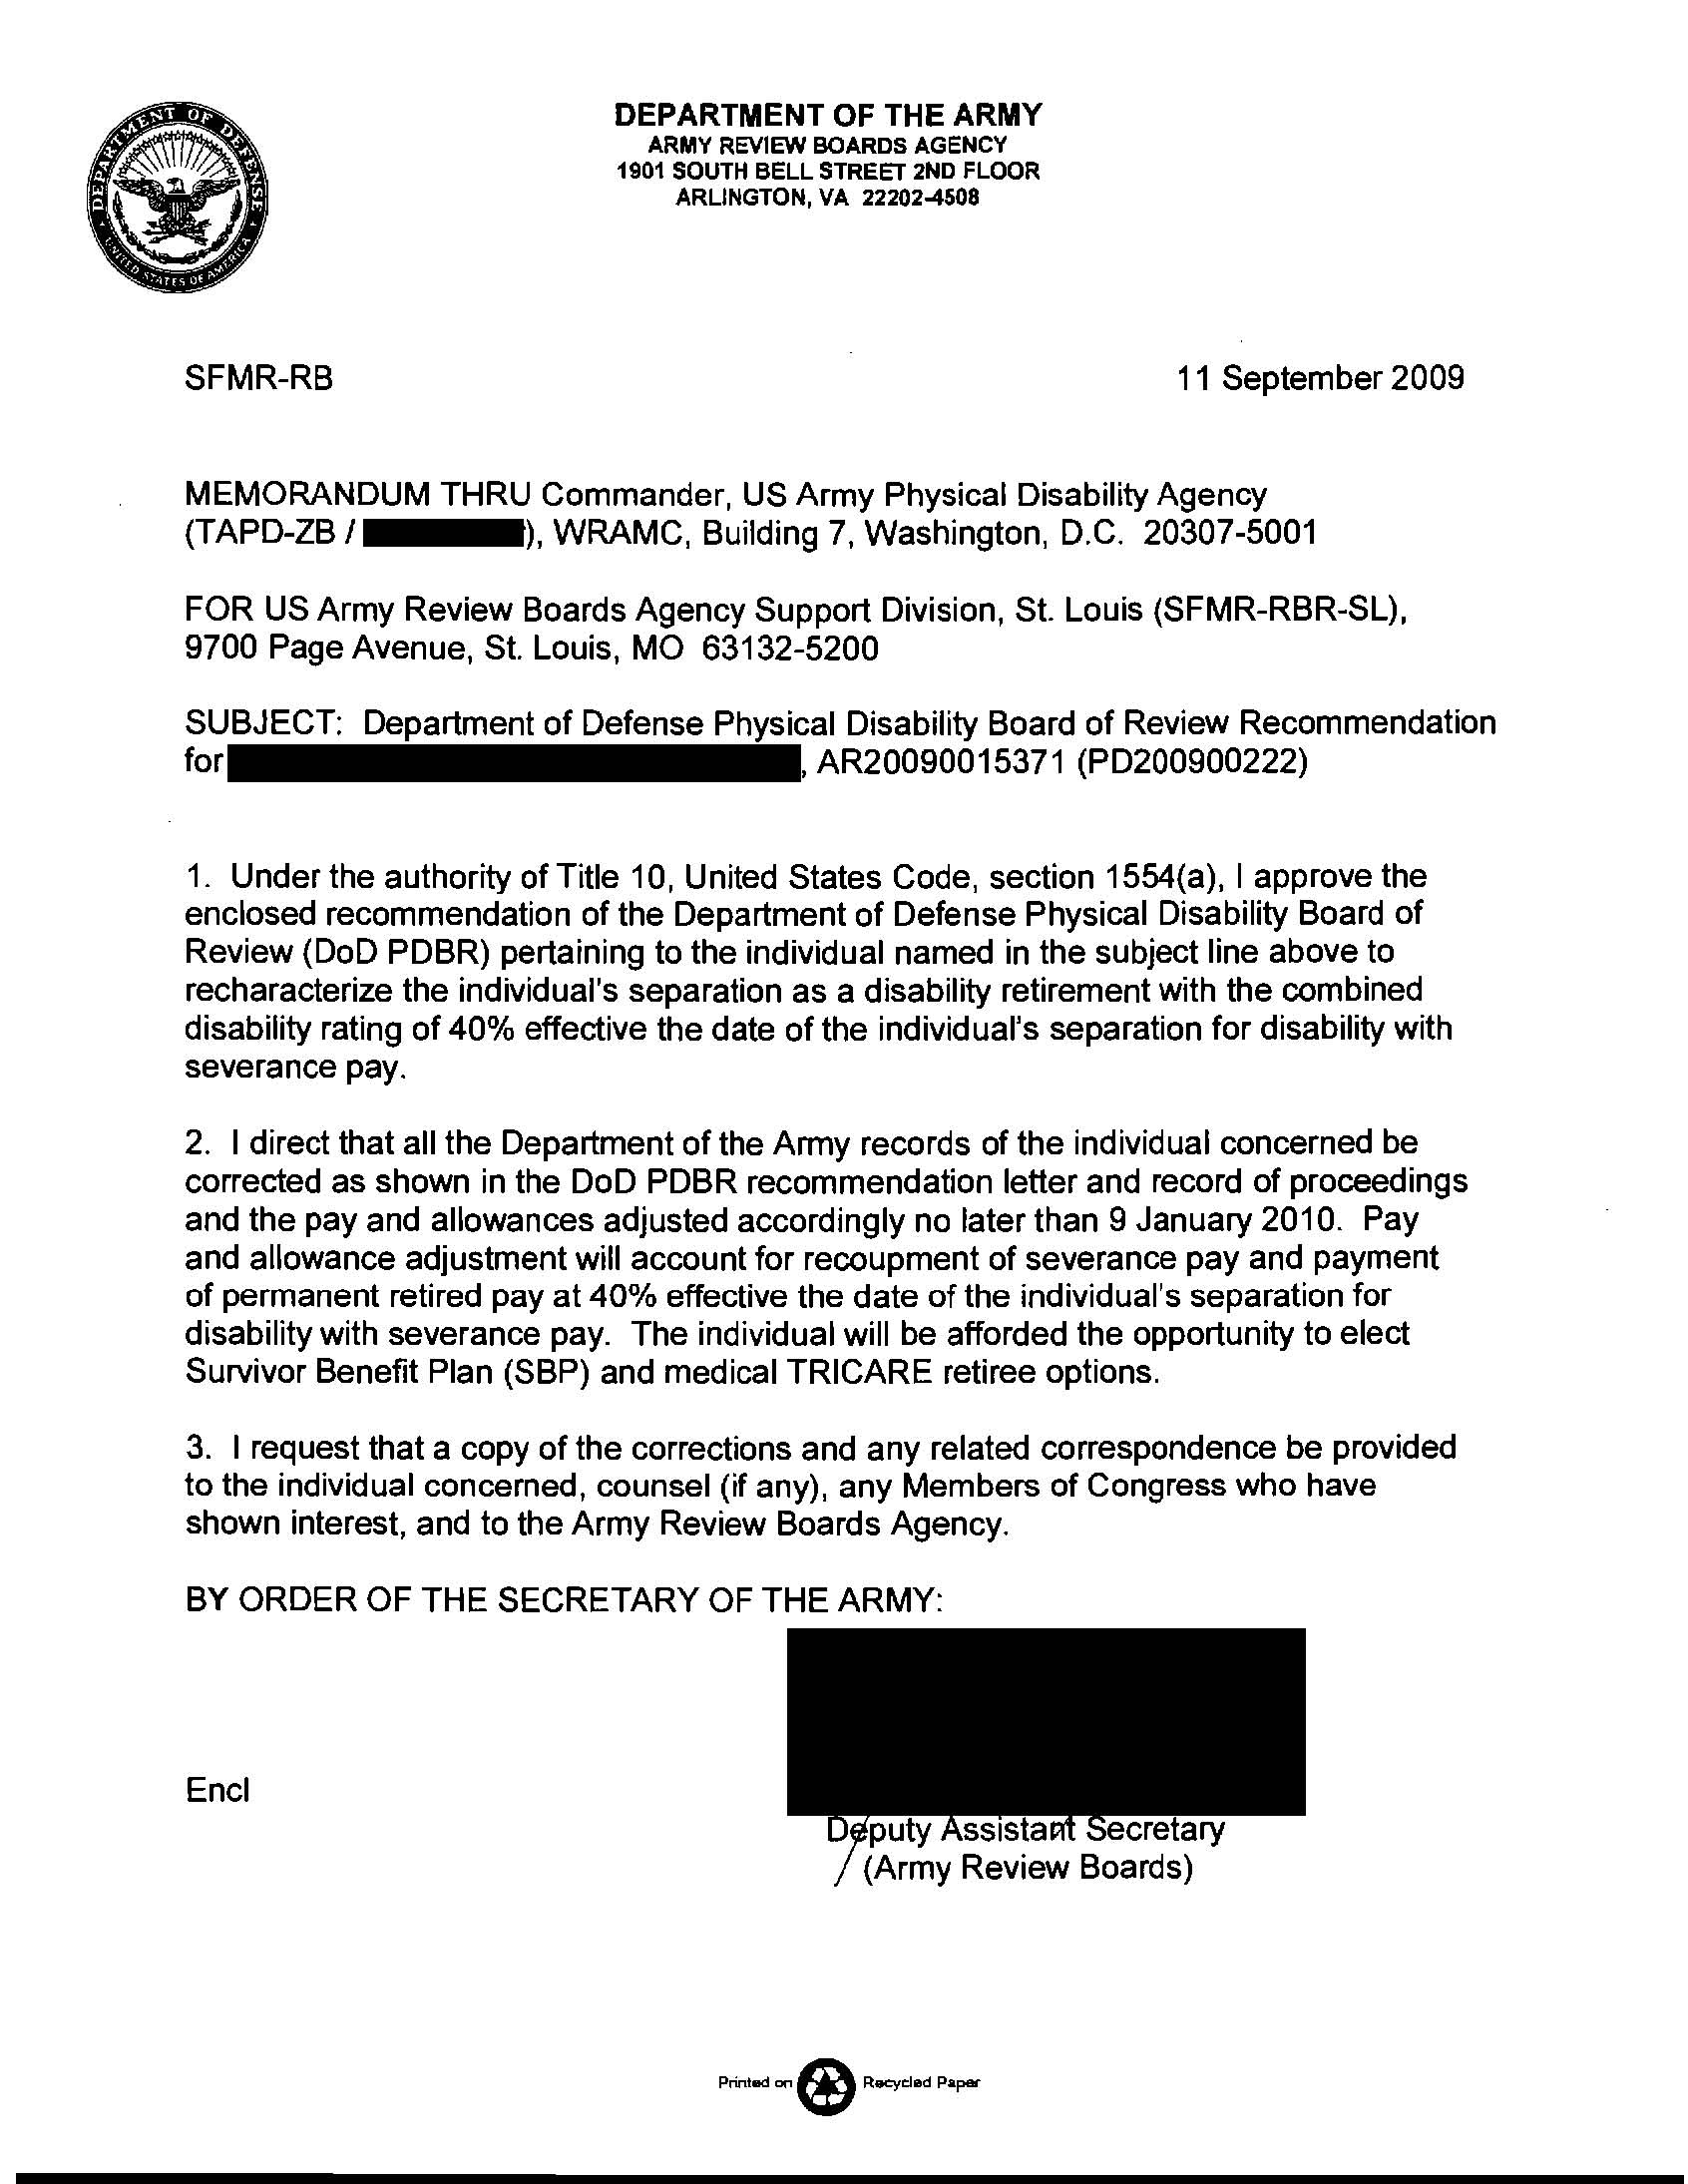 DEPARTMENT OF DEFENSE
UNITED STATES OF AMERICA
DEPARTMENT OF THE ARMY
ARMY REVIEW BOARDS AGENCY
1901 SOUTH BELL STREET 2ND FLOOR
ARLINGTON, VA 22202-4508
SFMR-RB 11 September 2009
MEMORANDUM THRU Commander, US Army Physical Disability Agency
(TAPD-ZB / ), WRAMC, Building 7, Washington, D.C. 20307-5001
FOR US Army Review Boards Agency Support Division, St. Louis (SFMR-RBR-SL),
9700 Page Avenue, St. Louis, MO 63132-5200
SUBJECT: Department of Defense Physical Disability Board of Review Recommendation
for , AR20090015371 (PD200900222)
1. Under the authority of Title 10, United States Code, section 1554(a), I approve the
enclosed recommendation of the Department of Defense Physical Disability Board of
Review (DoD PDBR) pertaining to the individual named in the subject line above to
recharacterize the individual's separation as a disability retirement with the combined
disability rating of 40% effective the date of the individual's separation for disability with
severance pay.
2. I direct that all the Department of the Army records of the individual concerned be
corrected as shown in the DoD PDBR recommendation letter and record of proceedings
and the pay and allowances adjusted accordingly no later than 9 January 2010. Pay
and allowance adjustment will account for recoupment of severance pay and payment
of permanent retired pay at 40% effective the date of the individual's separation for
disability with severance pay. The individual will be afforded the opportunity to elect
Survivor Benefit Plan (SBP) and medical TRICARE retiree options.
3. I request that a copy of the corrections and any related correspondence be provided
to the individual concerned, counsel (if any), any Members of Congress who have
shown interest, and to the Army Review Boards Agency.
BY ORDER OF THE SECRETARY OF THE ARMY:
Encl
Deputy Assistant Secretary
(Army Review Boards)
Printed on Recycled Paper